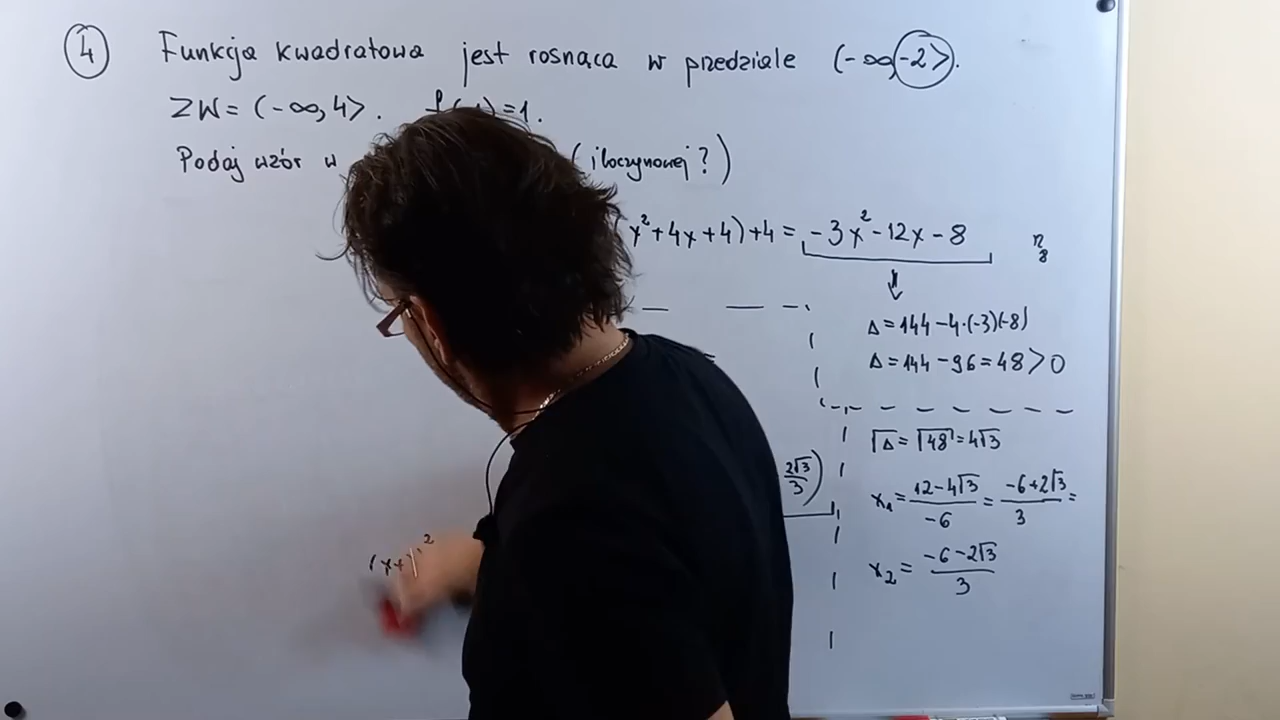 4 Funkcja kwadratowa jest rosnąca w przedziale (-∞,-2>.
ZW = (-∞,4>. )=1.
Podaj wzór w (iloczynowej?)
x²+4x+4)+4 = -3x²-12x-8
Δ=144-4·(-3)(-8)
Δ=144-96=48>0
√Δ=√48=4√3
x₁ = (12-4√3)/-6 = (-6+2√3)/3 =
2√3/3)
x₂ = (-6-2√3)/3